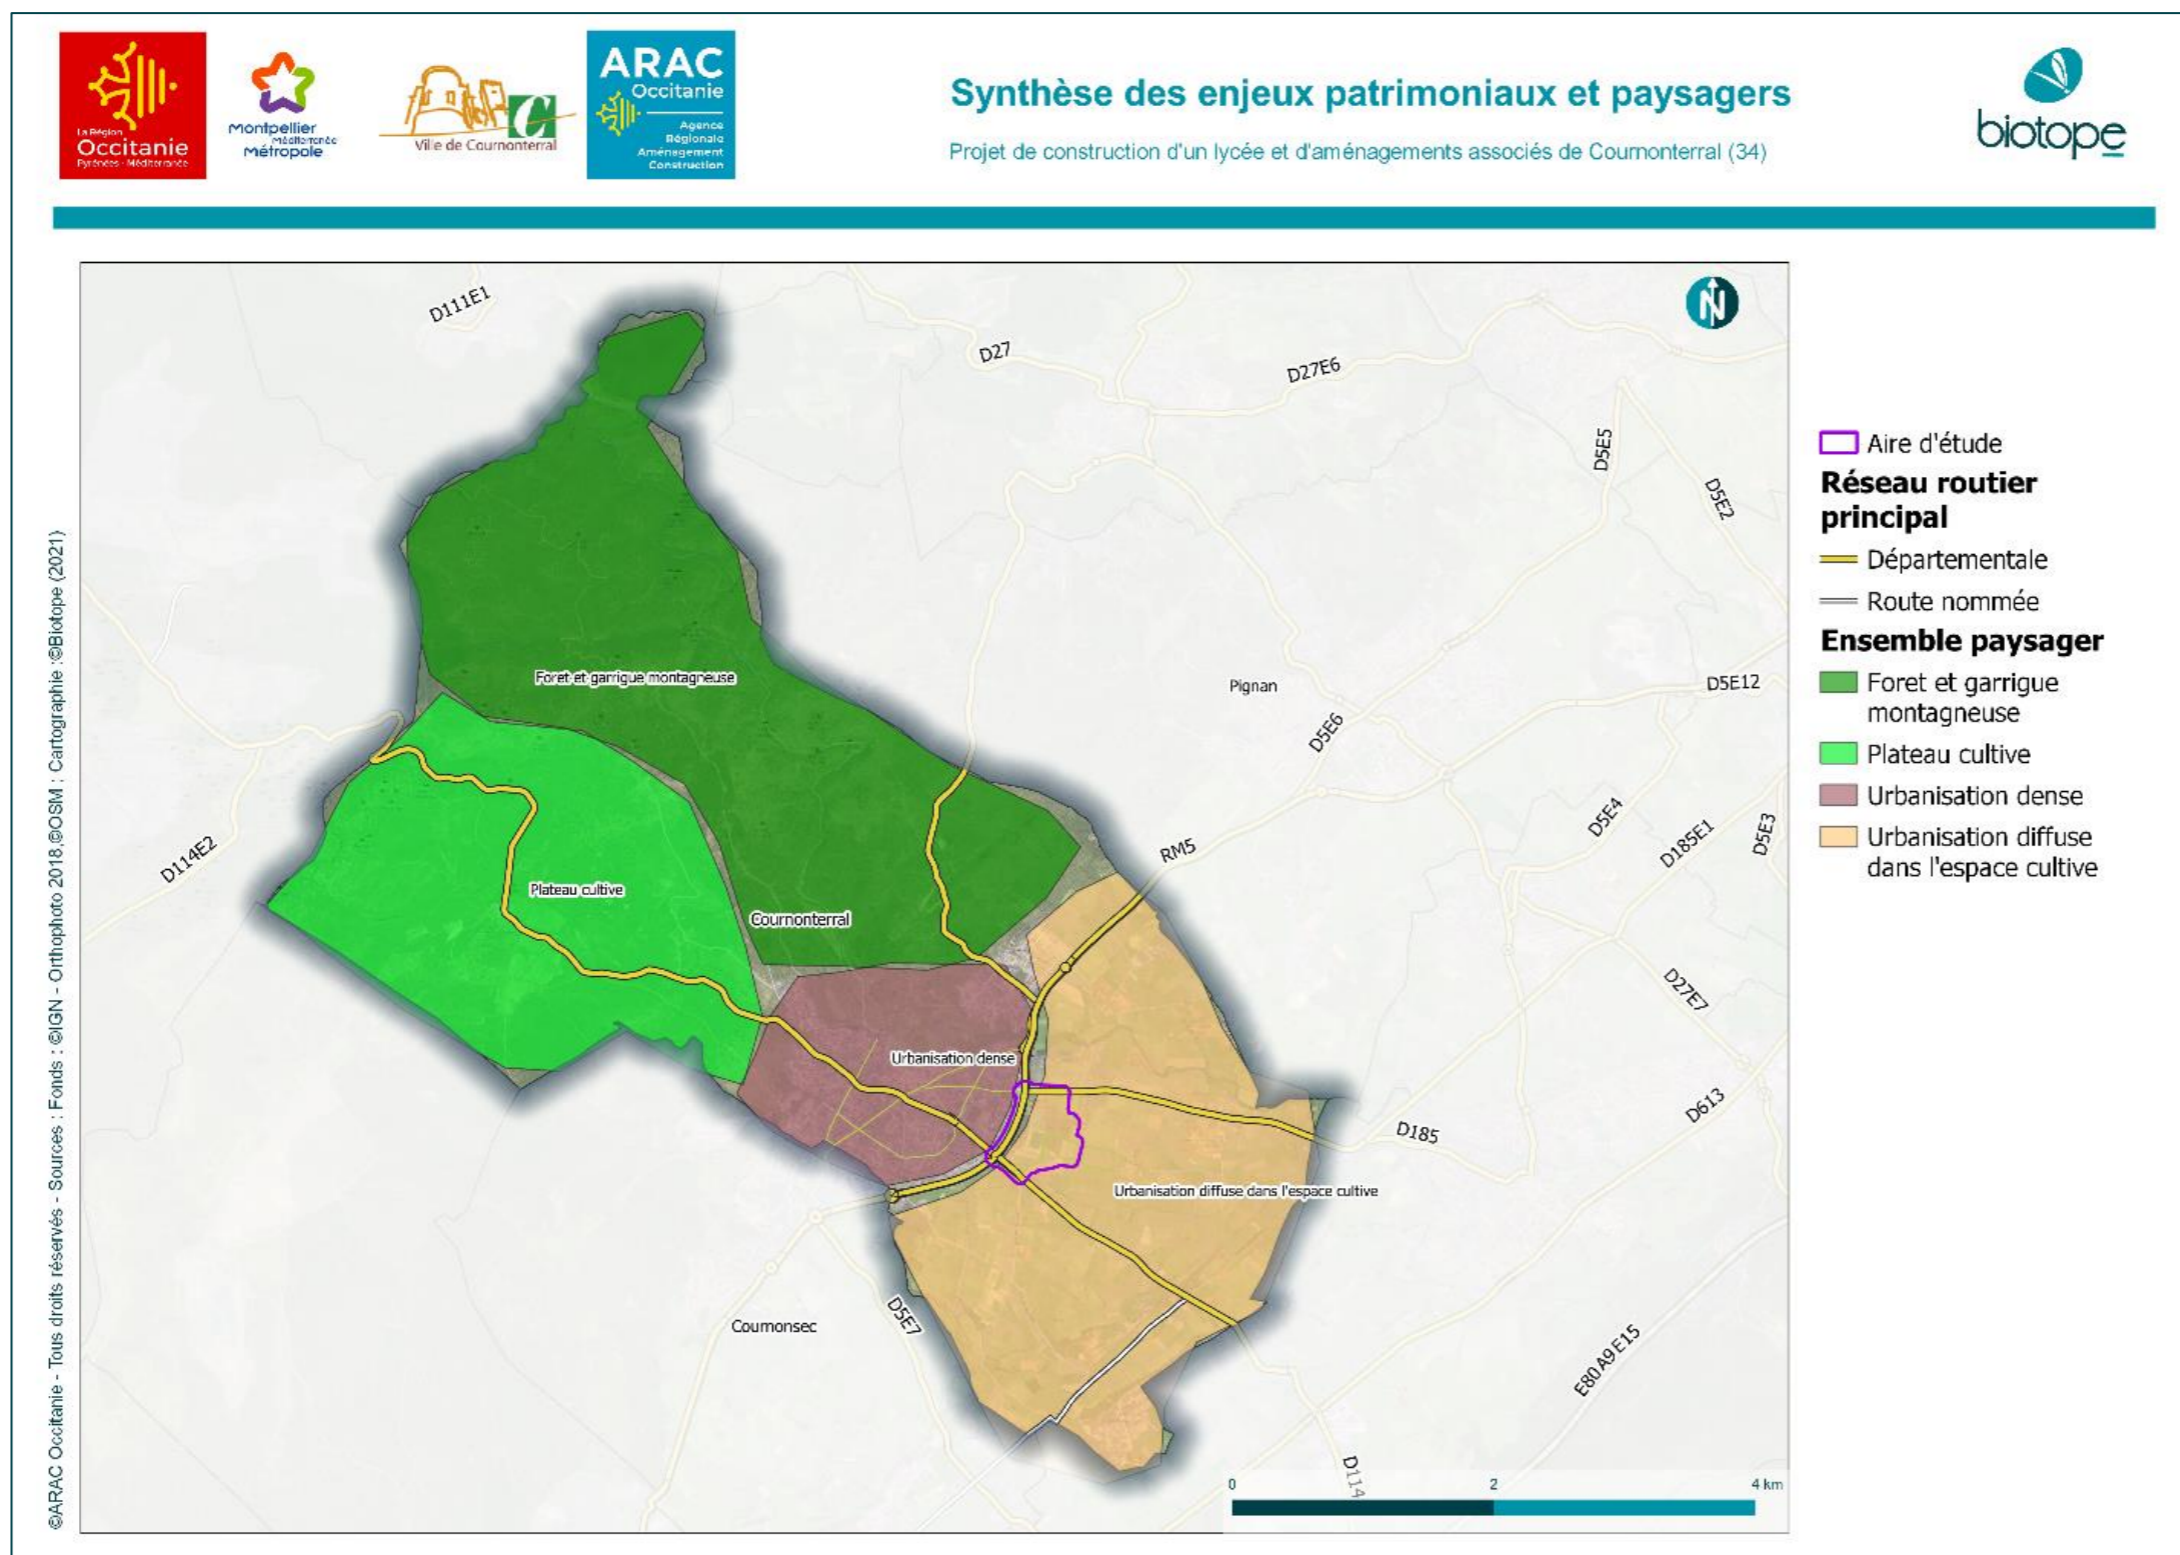 La Région
Occitanie
Pyrénées - Méditerranée
Montpellier
Méditerranée
Métropole
Ville de Cournonterral
ARAC
Occitanie
Agence
Régionale
Aménagement
Construction
Synthèse des enjeux patrimoniaux et paysagers
Projet de construction d'un lycée et d'aménagements associés de Cournonterral (34)
biotope
©ARAC Occitanie - Tous droits réservés - Sources : Fonds : ©IGN - Orthophoto 2018,©OSM ; Cartographie :©Biotope (2021)
D111E1
D27
D27E6
D5E5
D5E2
Foret et garrigue montagneuse
Pignan
D5E12
D5E6
D114E2
RM5
D5E4
D185E1
D5E3
Plateau cultive
Cournonterral
D27E7
Urbanisation dense
D613
D185
Urbanisation diffuse dans l'espace cultive
D5E7
Cournonsec
E80 A9 E15
D114
0 2 4 km
N
Aire d'étude
Réseau routier
principal
Départementale
Route nommée
Ensemble paysager
Foret et garrigue
montagneuse
Plateau cultive
Urbanisation dense
Urbanisation diffuse
dans l'espace cultive